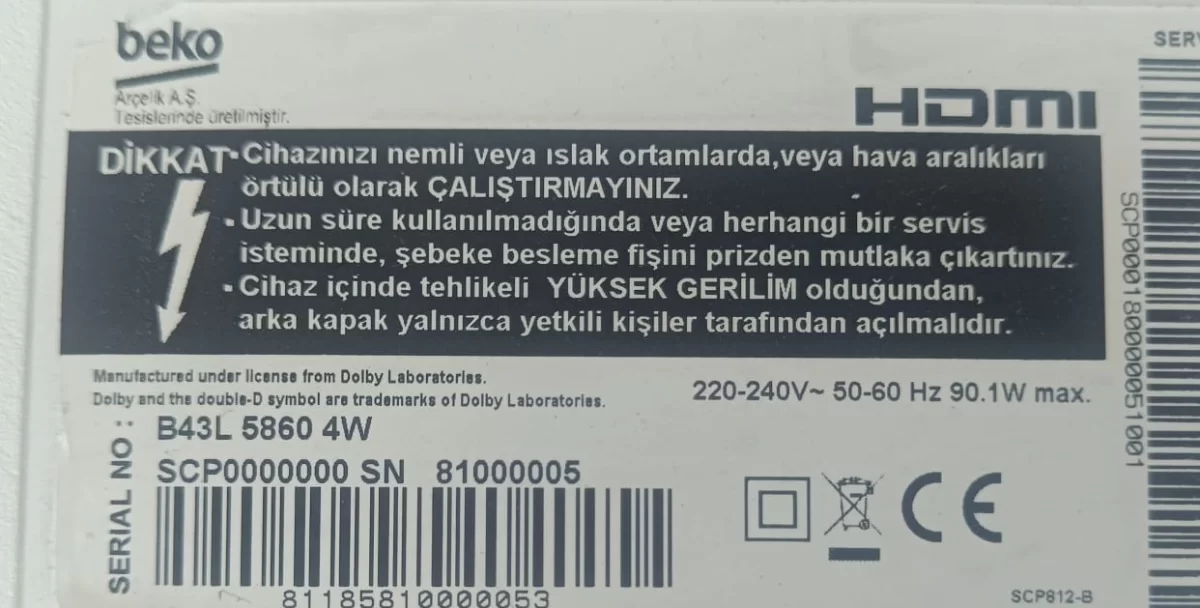 beko
Arçelik A.Ş.
Tesislerinde üretilmiştir.
HDMI
DİKKAT
•Cihazınızı nemli veya ıslak ortamlarda,veya hava aralıkları
örtülü olarak ÇALIŞTIRMAYINIZ.
• Uzun süre kullanılmadığında veya herhangi bir servis
isteminde, şebeke besleme fişini prizden mutlaka çıkartınız.
• Cihaz içinde tehlikeli YÜKSEK GERİLİM olduğundan,
arka kapak yalnızca yetkili kişiler tarafından açılmalıdır.
Manufactured under license from Dolby Laboratories.
Dolby and the double-D symbol are trademarks of Dolby Laboratories.
220-240V~ 50-60 Hz 90.1W max.
SERIAL NO :
B43L 5860 4W
SCP0000000 SN 81000005
81185810000053
CE
SCP812-B